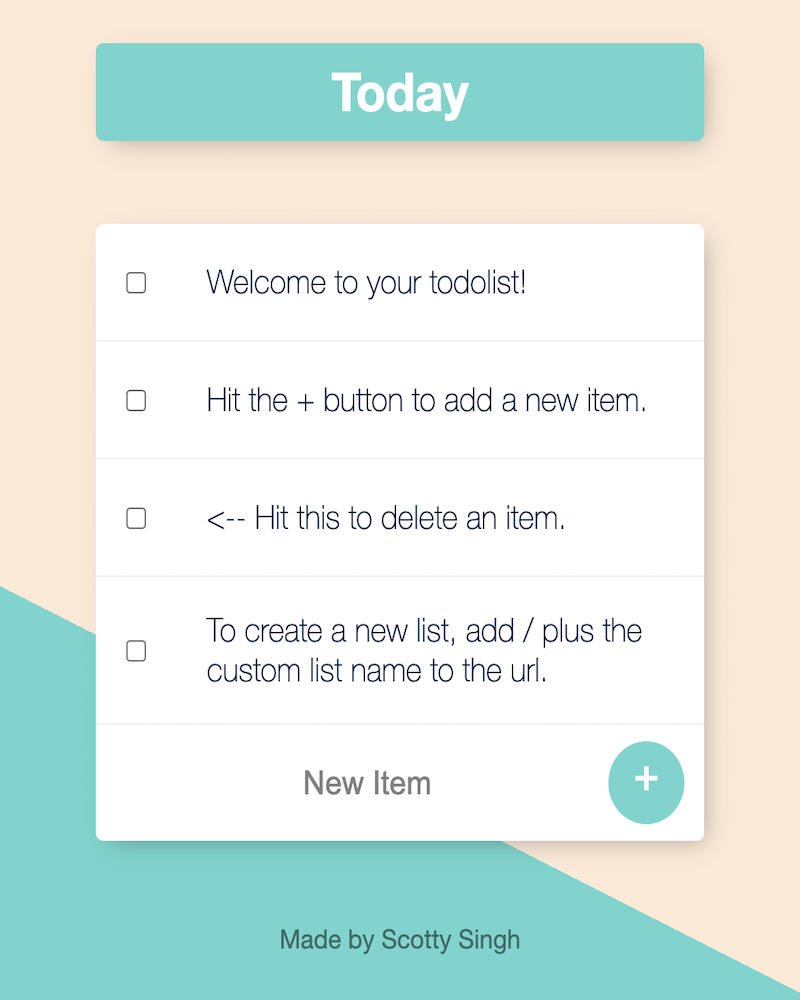 Today
Welcome to your todolist!
Hit the + button to add a new item.
<-- Hit this to delete an item.
To create a new list, add / plus the
custom list name to the url.
New Item
+
Made by Scotty Singh